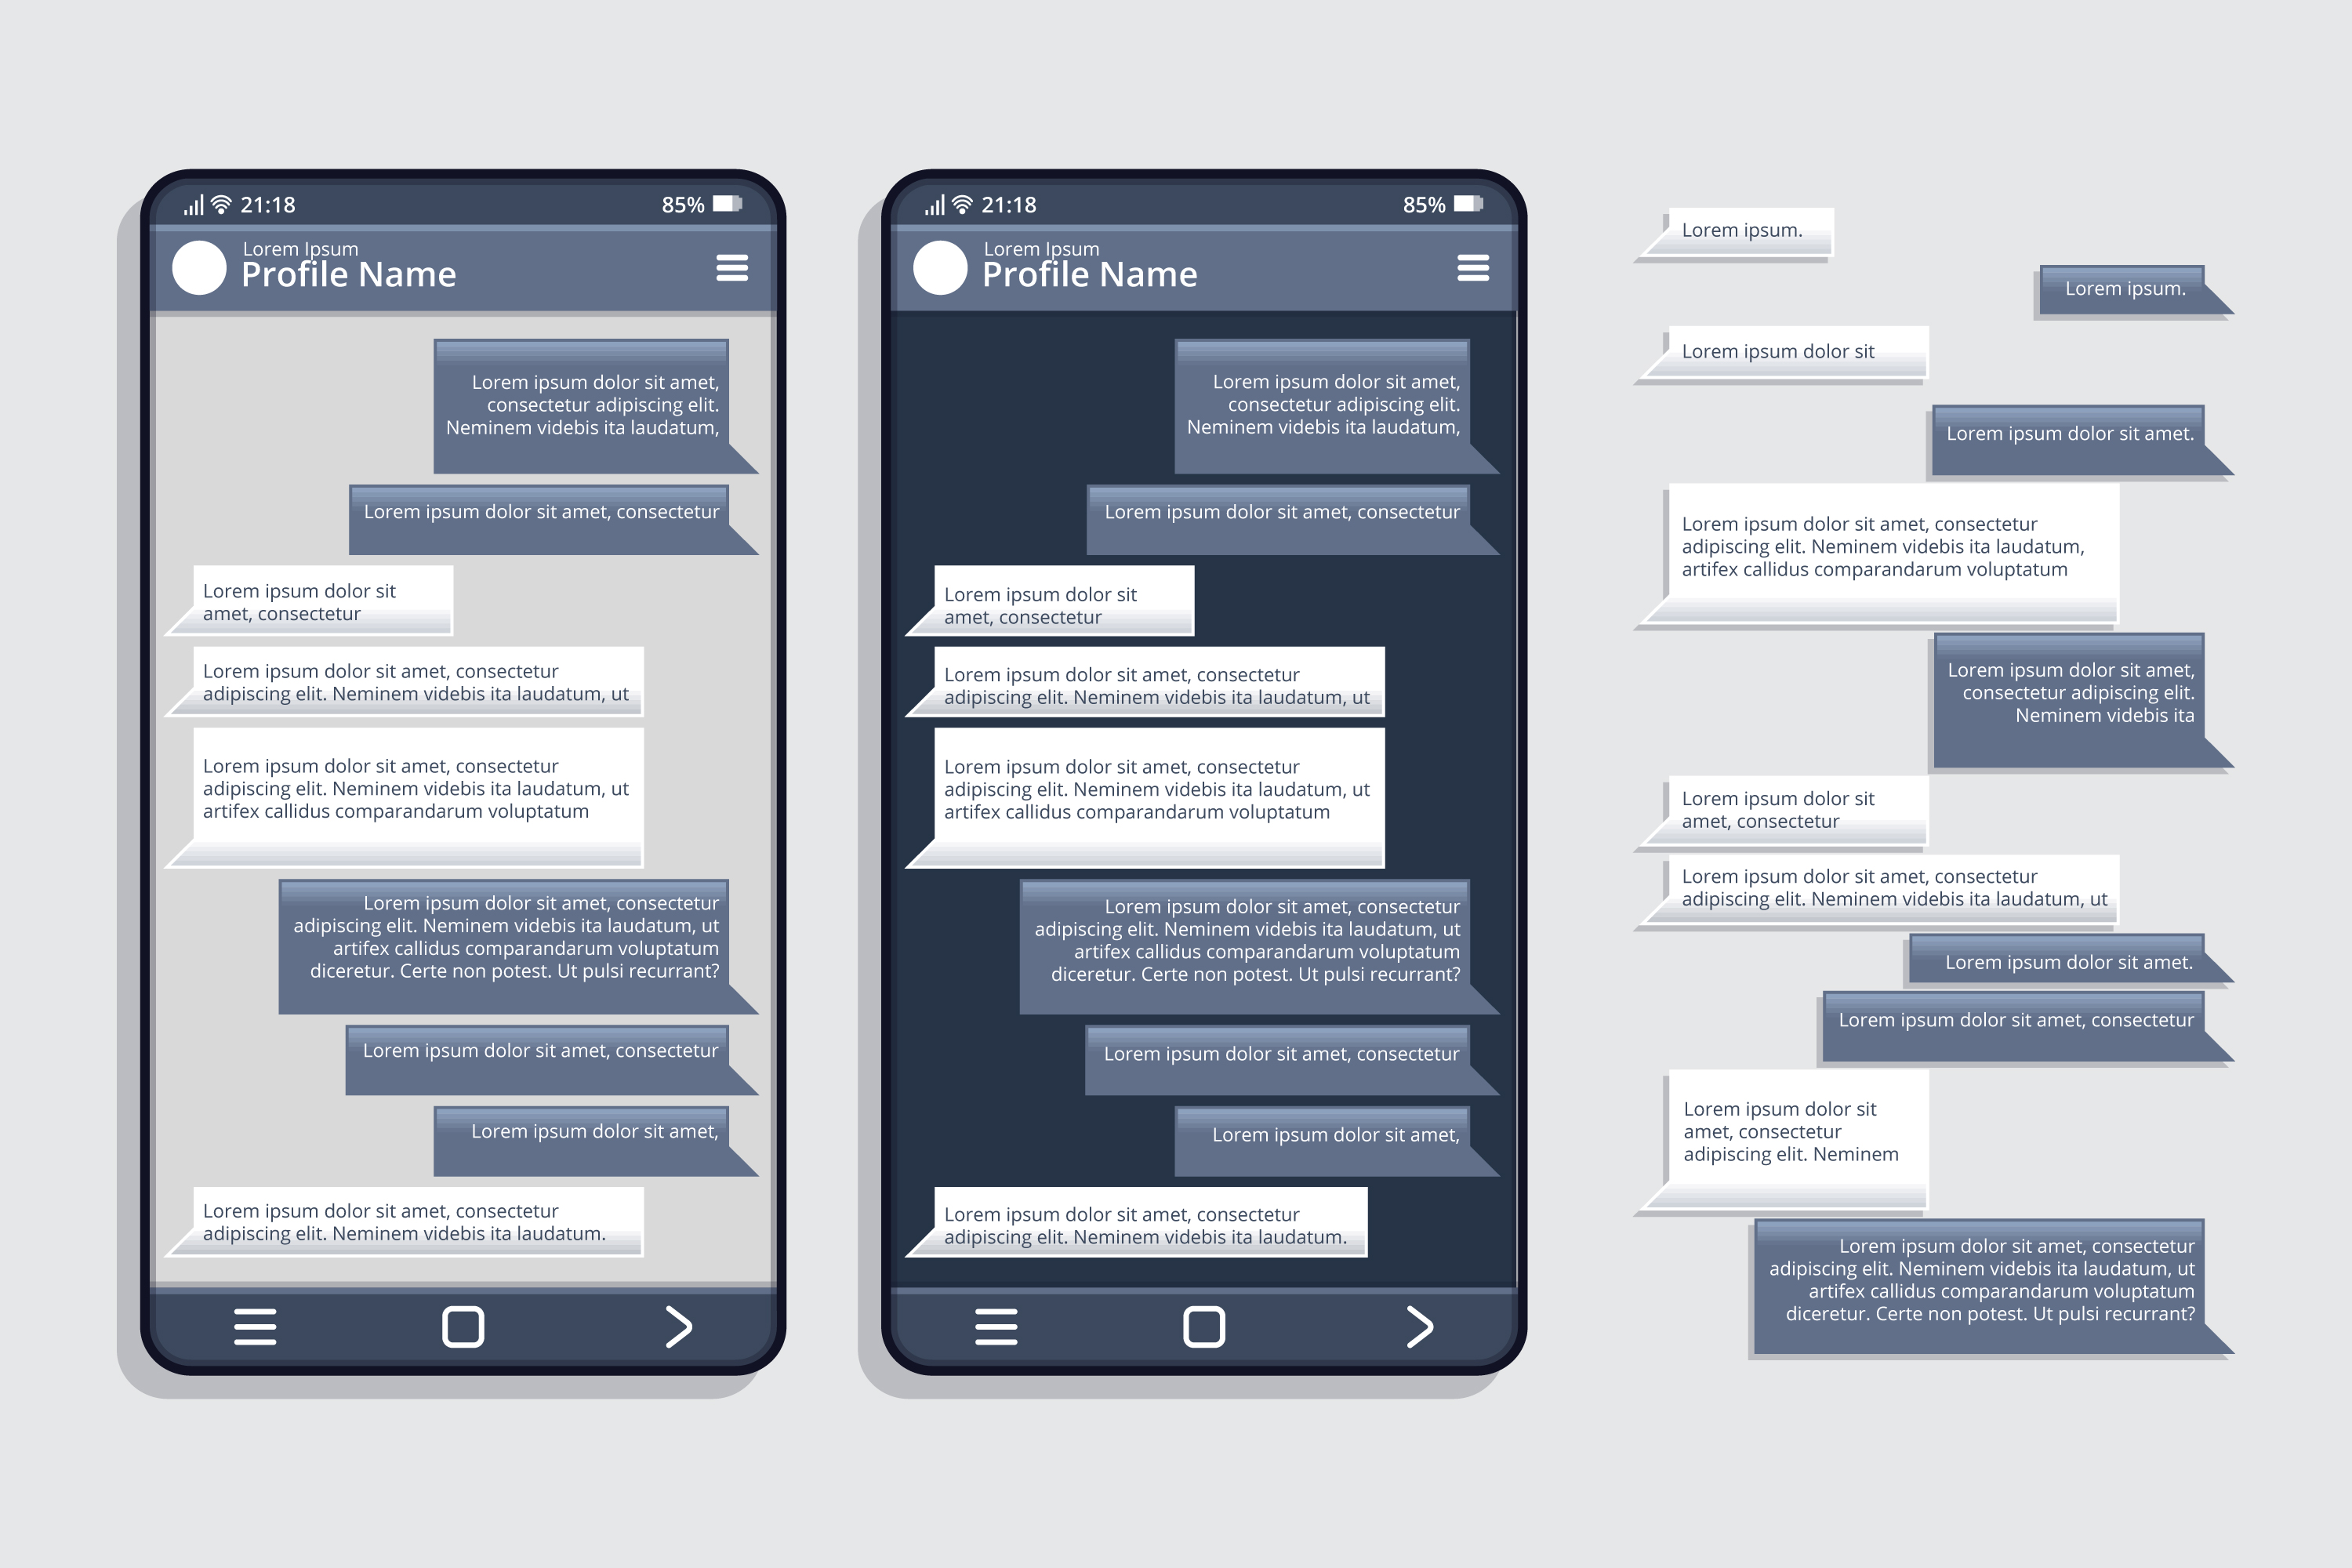 21:18
85%
Lorem Ipsum
Profile Name
Lorem ipsum dolor sit amet,
consectetur adipiscing elit.
Neminem videbis ita laudatum,
Lorem ipsum dolor sit amet, consectetur
Lorem ipsum dolor sit
amet, consectetur
Lorem ipsum dolor sit amet, consectetur
adipiscing elit. Neminem videbis ita laudatum, ut
Lorem ipsum dolor sit amet, consectetur
adipiscing elit. Neminem videbis ita laudatum, ut
artifex callidus comparandarum voluptatum
Lorem ipsum dolor sit amet, consectetur
adipiscing elit. Neminem videbis ita laudatum, ut
artifex callidus comparandarum voluptatum
diceretur. Certe non potest. Ut pulsi recurrant?
Lorem ipsum dolor sit amet, consectetur
Lorem ipsum dolor sit amet,
Lorem ipsum dolor sit amet, consectetur
adipiscing elit. Neminem videbis ita laudatum.
21:18
85%
Lorem Ipsum
Profile Name
Lorem ipsum dolor sit amet,
consectetur adipiscing elit.
Neminem videbis ita laudatum,
Lorem ipsum dolor sit amet, consectetur
Lorem ipsum dolor sit
amet, consectetur
Lorem ipsum dolor sit amet, consectetur
adipiscing elit. Neminem videbis ita laudatum, ut
Lorem ipsum dolor sit amet, consectetur
adipiscing elit. Neminem videbis ita laudatum, ut
artifex callidus comparandarum voluptatum
Lorem ipsum dolor sit amet, consectetur
adipiscing elit. Neminem videbis ita laudatum, ut
artifex callidus comparandarum voluptatum
diceretur. Certe non potest. Ut pulsi recurrant?
Lorem ipsum dolor sit amet, consectetur
Lorem ipsum dolor sit amet,
Lorem ipsum dolor sit amet, consectetur
adipiscing elit. Neminem videbis ita laudatum.
Lorem ipsum.
Lorem ipsum.
Lorem ipsum dolor sit
Lorem ipsum dolor sit amet.
Lorem ipsum dolor sit amet, consectetur
adipiscing elit. Neminem videbis ita laudatum,
artifex callidus comparandarum voluptatum
Lorem ipsum dolor sit amet,
consectetur adipiscing elit.
Neminem videbis ita
Lorem ipsum dolor sit
amet, consectetur
Lorem ipsum dolor sit amet, consectetur
adipiscing elit. Neminem videbis ita laudatum, ut
Lorem ipsum dolor sit amet.
Lorem ipsum dolor sit amet, consectetur
Lorem ipsum dolor sit
amet, consectetur
adipiscing elit. Neminem
Lorem ipsum dolor sit amet, consectetur
adipiscing elit. Neminem videbis ita laudatum, ut
artifex callidus comparandarum voluptatum
diceretur. Certe non potest. Ut pulsi recurrant?